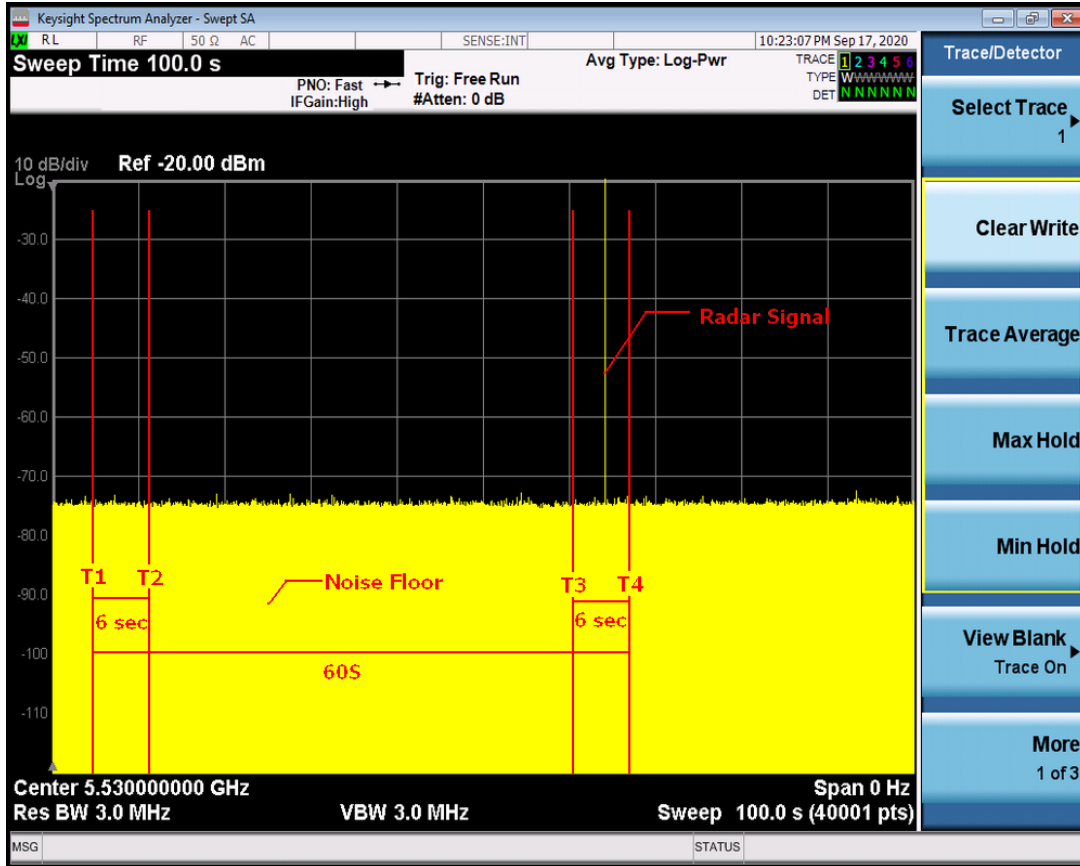 Keysight Spectrum Analyzer - Swept SA
LXI RL RF 50 Ω AC SENSE:INT 10:23:07 PM Sep 17, 2020
Sweep Time 100.0 s
PNO: Fast
IFGain:High
Trig: Free Run
#Atten: 0 dB
Avg Type: Log-Pwr
TRACE 1 2 3 4 5 6
TYPE WWWWWW
DET N N N N N N
10 dB/div Ref -20.00 dBm
Log
-30.0
-40.0
-50.0
-60.0
-70.0
-80.0
-90.0
-100
-110
Radar Signal
T1 T2 Noise Floor T3 T4
6 sec 6 sec
60S
Center 5.530000000 GHz Span 0 Hz
Res BW 3.0 MHz VBW 3.0 MHz Sweep 100.0 s (40001 pts)
MSG STATUS
Trace/Detector
Select Trace
1
Clear Write
Trace Average
Max Hold
Min Hold
View Blank
Trace On
More
1 of 3